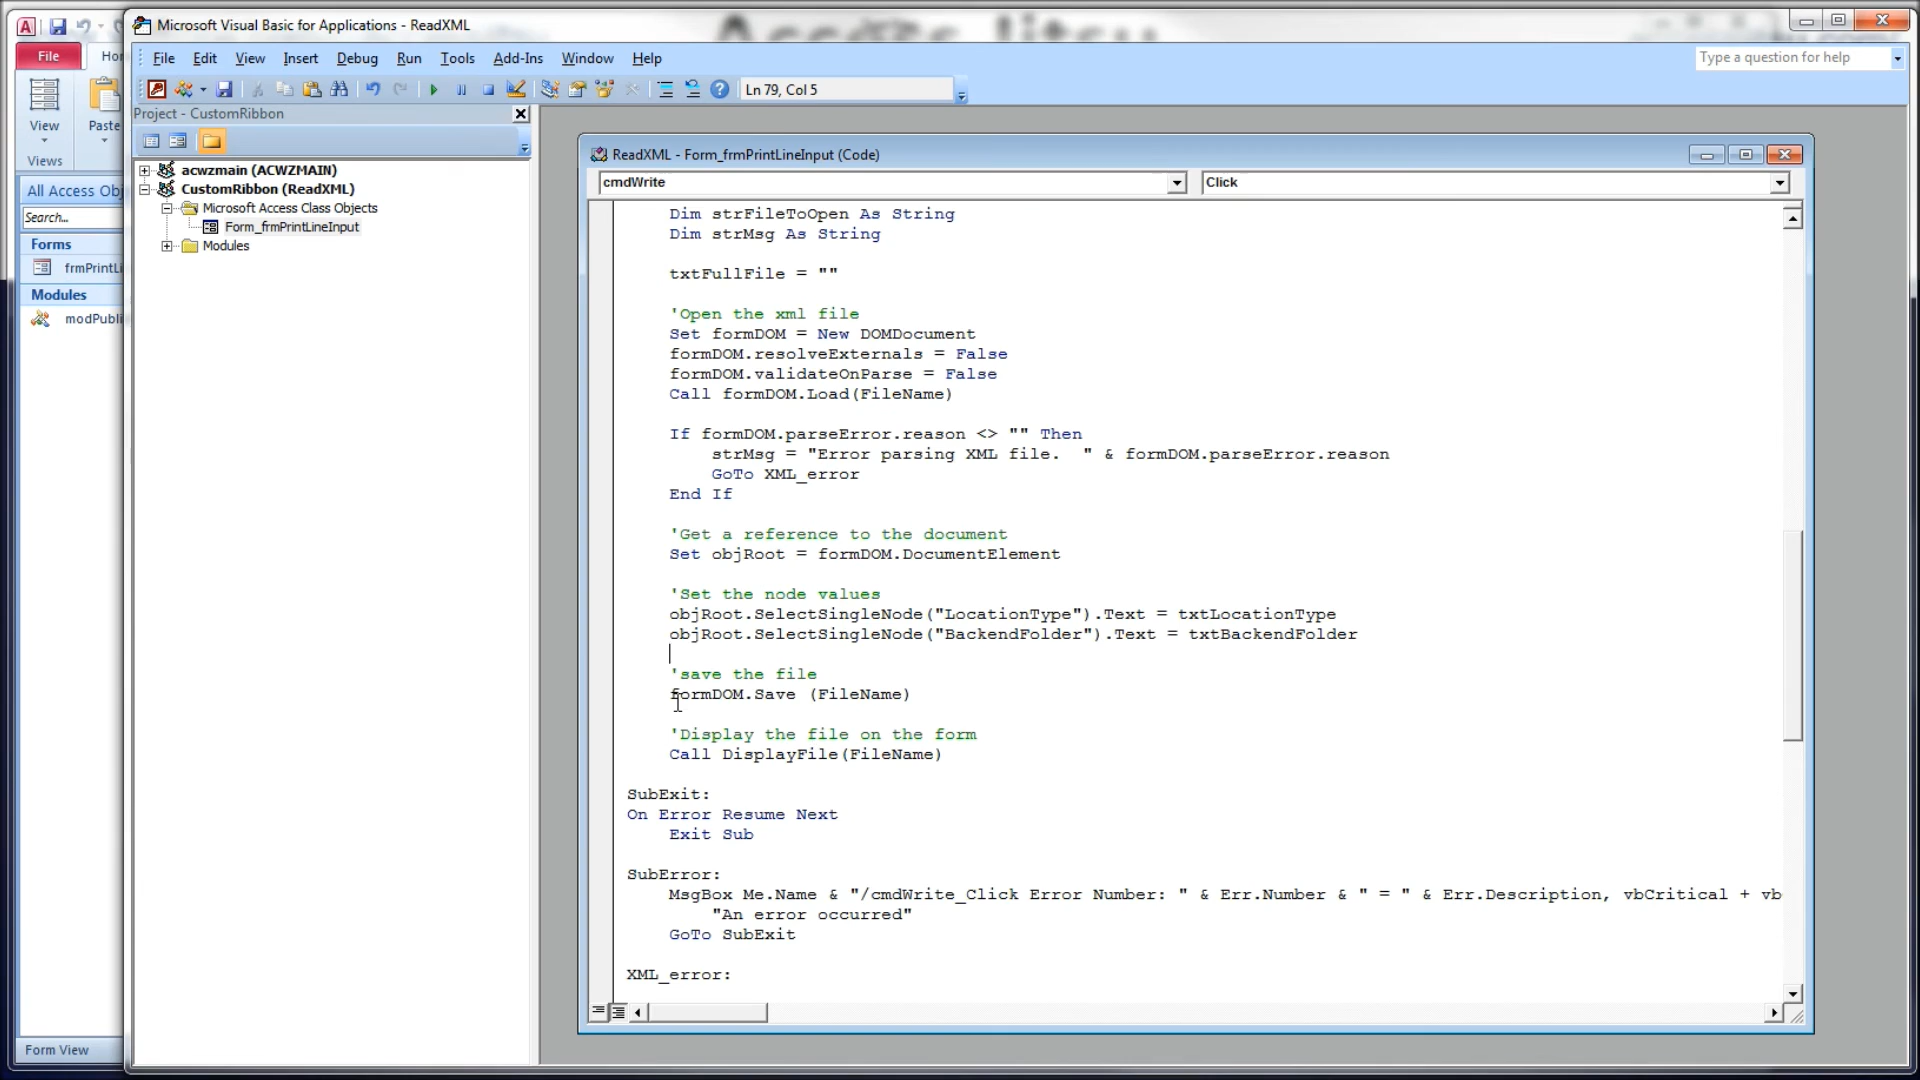 Microsoft Visual Basic for Applications - ReadXML
File
File Edit View Insert Debug Run Tools Add-Ins Window Help
Type a question for help
Ln 79, Col 5
View
Paste
Views
Project - CustomRibbon
acwzmain (ACWZMAIN)
CustomRibbon (ReadXML)
Microsoft Access Class Objects
Form_frmPrintLineInput
Modules
All Access Obj
Search...
Forms
frmPrintLi
Modules
modPubli
Form View
ReadXML - Form_frmPrintLineInput (Code)
cmdWrite
Click
Dim strFileToOpen As String
Dim strMsg As String
txtFullFile = ""
'Open the xml file
Set formDOM = New DOMDocument
formDOM.resolveExternals = False
formDOM.validateOnParse = False
Call formDOM.Load(FileName)
If formDOM.parseError.reason <> "" Then
strMsg = "Error parsing XML file.  " & formDOM.parseError.reason
GoTo XML_error
End If
'Get a reference to the document
Set objRoot = formDOM.DocumentElement
'Set the node values
objRoot.SelectSingleNode("LocationType").Text = txtLocationType
objRoot.SelectSingleNode("BackendFolder").Text = txtBackendFolder
'save the file
formDOM.Save (FileName)
'Display the file on the form
Call DisplayFile(FileName)
SubExit:
On Error Resume Next
Exit Sub
SubError:
MsgBox Me.Name & "/cmdWrite_Click Error Number: " & Err.Number & " = " & Err.Description, vbCritical + vb
"An error occurred"
GoTo SubExit
XML_error: